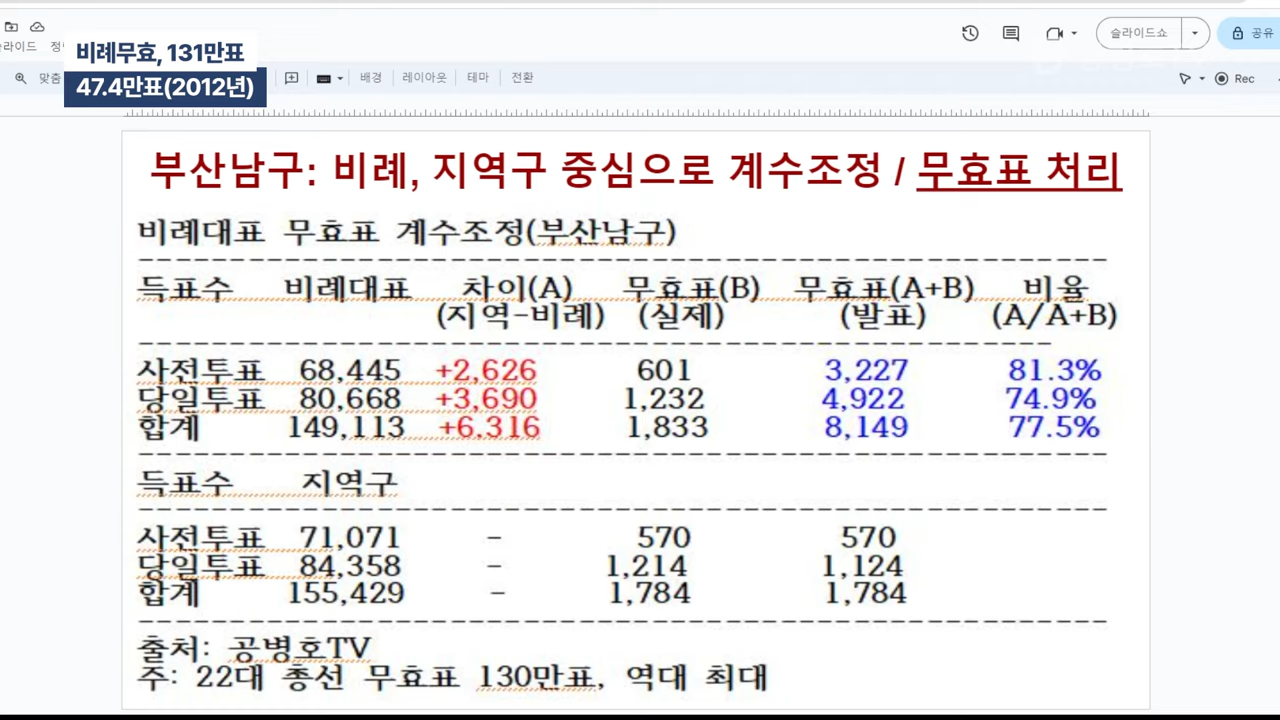 슬라이드쇼
공유
비례무효, 131만표
47.4만표(2012년)
맞춤
배경
레이아웃
테마
전환
Rec
부산남구: 비례, 지역구 중심으로 계수조정 / 무효표 처리
비례대표 무효표 계수조정(부산남구)
득표수 비례대표 차이(A) 무효표(B) 무효표(A+B) 비율
(지역-비례) (실제) (발표) (A/A+B)
사전투표 68,445 +2,626 601 3,227 81.3%
당일투표 80,668 +3,690 1,232 4,922 74.9%
합계 149,113 +6,316 1,833 8,149 77.5%
득표수 지역구
사전투표 71,071 - 570 570
당일투표 84,358 - 1,214 1,124
합계 155,429 - 1,784 1,784
출처: 공병호TV
주: 22대 총선 무효표 130만표, 역대 최대